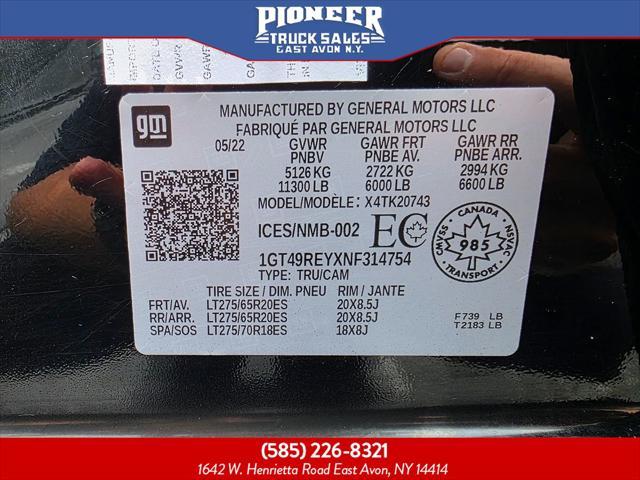 PIONEER
TRUCK SALES
EAST AVON N.Y.
GVWR
GAWR
gm
MANUFACTURED BY GENERAL MOTORS LLC
FABRIQUÉ PAR GENERAL MOTORS LLC
05/22 GVWR GAWR FRT GAWR RR
PNBV PNBE AV. PNBE ARR.
5126 KG 2722 KG 2994 KG
11300 LB 6000 LB 6600 LB
MODEL/MODÈLE: X4TK20743
ICES/NMB-002 EC
CANADA
CMVSS 985 NSVAC
TRANSPORT
1GT49REYXNF314754
TYPE: TRU/CAM
TIRE SIZE / DIM. PNEU RIM / JANTE
FRT/AV. LT275/65R20ES 20X8.5J
RR/ARR. LT275/65R20ES 20X8.5J F739 LB
SPA/SOS LT275/70R18ES 18X8J T2183 LB
(585) 226-8321
1642 W. Henrietta Road East Avon, NY 14414